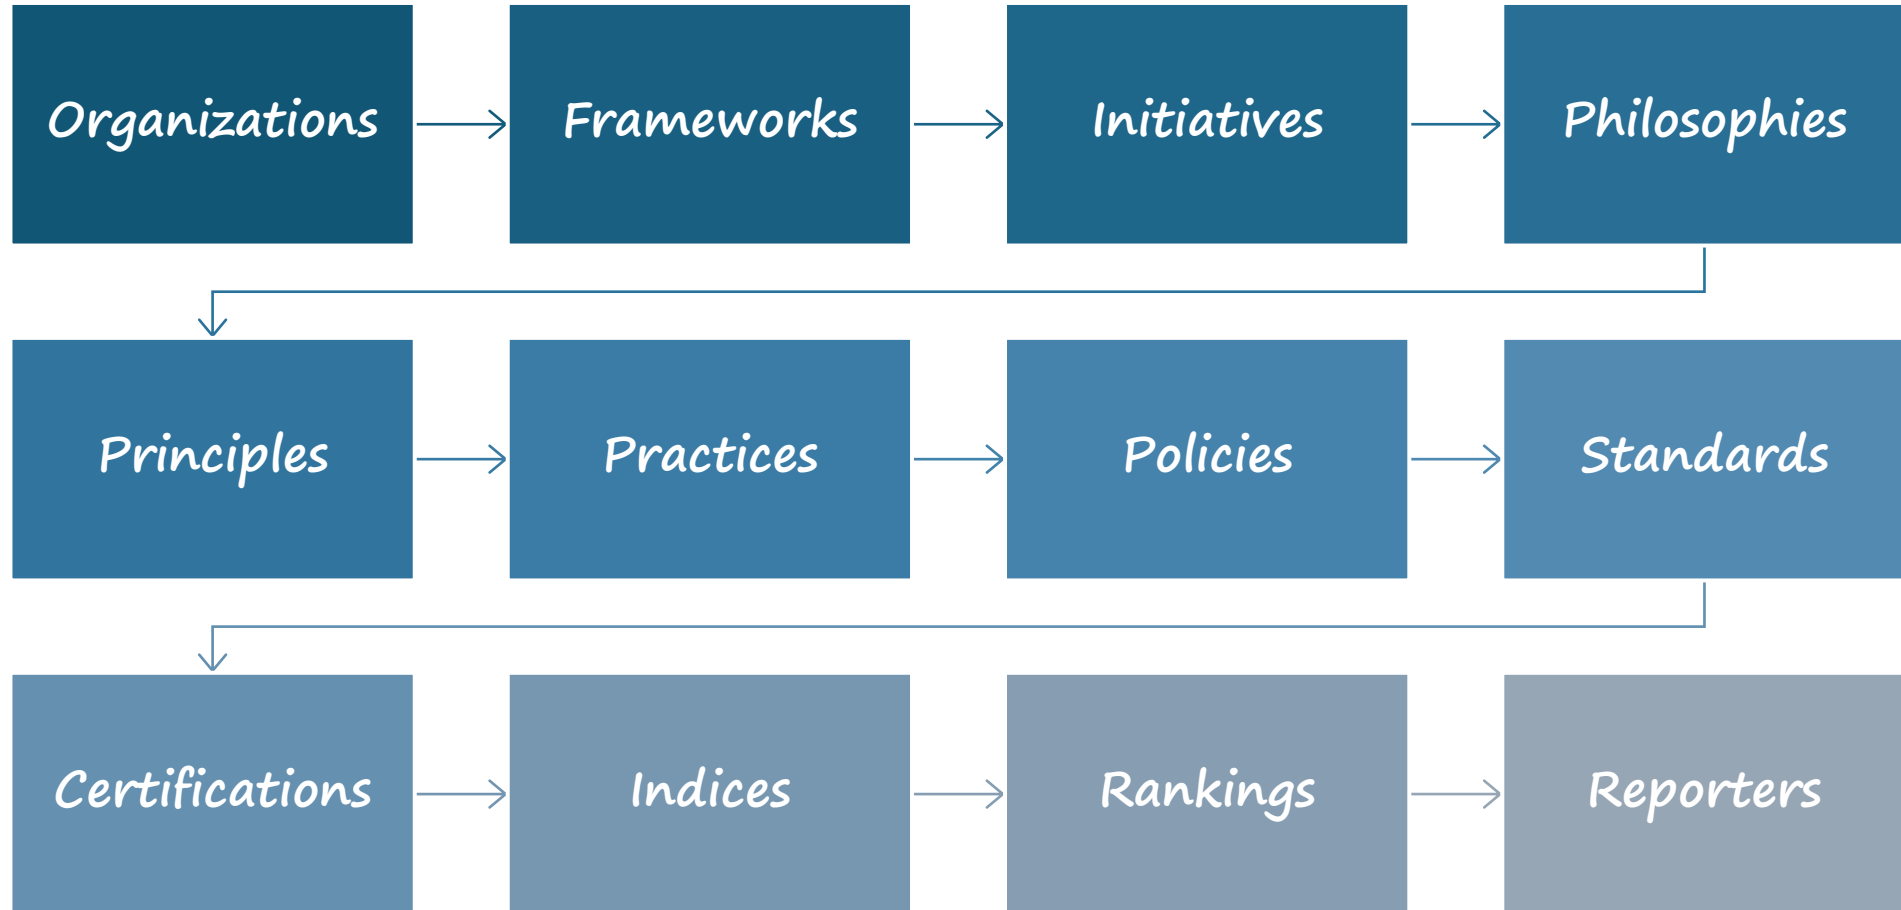 Organizations
Frameworks
Initiatives
Philosophies
Principles
Practices
Policies
Standards
Certifications
Indices
Rankings
Reporters